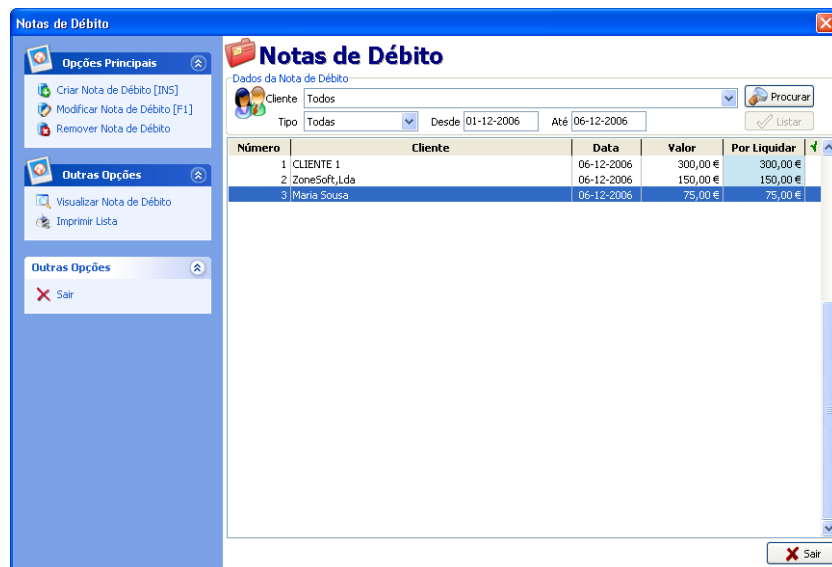 Notas de Débito
Opções Principais
Criar Nota de Débito [INS]
Modificar Nota de Débito [F1]
Remover Nota de Débito
Outras Opções
Visualizar Nota de Débito
Imprimir Lista
Outras Opções
Sair
Notas de Débito
Dados da Nota de Débito
Cliente Todos Procurar
Tipo Todas Desde 01-12-2006 Até 06-12-2006 Listar
Número Cliente Data Valor Por Liquidar
1 CLIENTE 1 06-12-2006 300,00 € 300,00 €
2 ZoneSoft,Lda 06-12-2006 150,00 € 150,00 €
3 Maria Sousa 06-12-2006 75,00 € 75,00 €
Sair